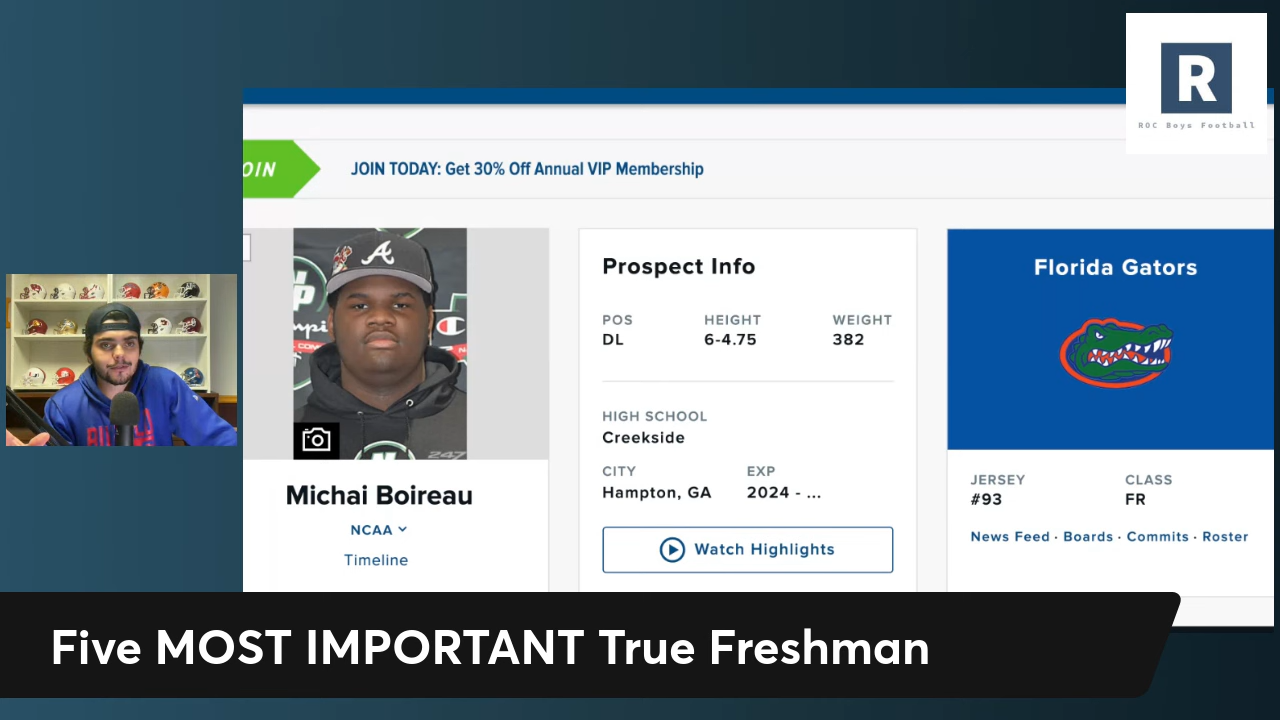 R
ROC Boys Football
OIN
JOIN TODAY: Get 30% Off Annual VIP Membership
A
C
247
Michai Boireau
NCAA
Timeline
Prospect Info
POS HEIGHT WEIGHT
DL 6-4.75 382
HIGH SCHOOL
Creekside
CITY EXP
Hampton, GA 2024 - ...
Watch Highlights
Florida Gators
JERSEY CLASS
#93 FR
News Feed · Boards · Commits · Roster
Five MOST IMPORTANT True Freshman